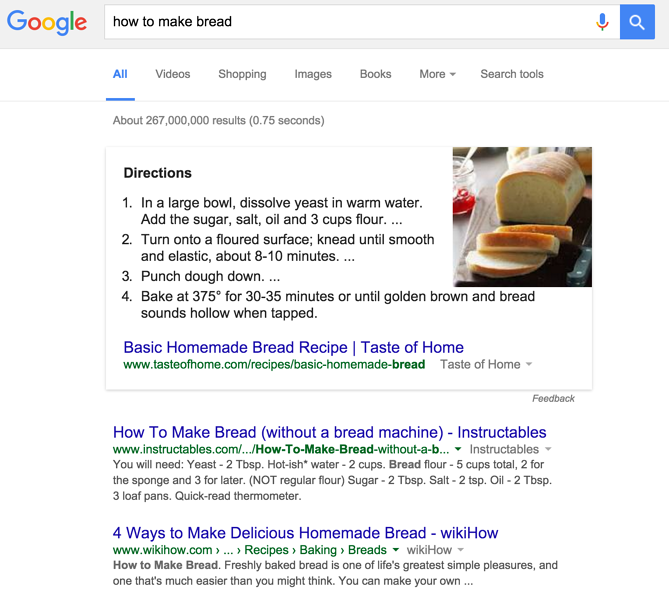 Google
how to make bread
All Videos Shopping Images Books More Search tools
About 267,000,000 results (0.75 seconds)
Directions
1. In a large bowl, dissolve yeast in warm water.
Add the sugar, salt, oil and 3 cups flour. ...
2. Turn onto a floured surface; knead until smooth
and elastic, about 8-10 minutes. ...
3. Punch dough down. ...
4. Bake at 375° for 30-35 minutes or until golden brown and bread
sounds hollow when tapped.
Basic Homemade Bread Recipe | Taste of Home
www.tasteofhome.com/recipes/basic-homemade-bread Taste of Home
Feedback
How To Make Bread (without a bread machine) - Instructables
www.instructables.com/.../How-To-Make-Bread-without-a-b... Instructables
You will need: Yeast - 2 Tbsp. Hot-ish* water - 2 cups. Bread flour - 5 cups total, 2 for
the sponge and 3 for later. (NOT regular flour) Sugar - 2 Tbsp. Salt - 2 tsp. Oil - 2 Tbsp.
3 loaf pans. Quick-read thermometer.
4 Ways to Make Delicious Homemade Bread - wikiHow
www.wikihow.com › ... › Recipes › Baking › Breads wikiHow
How to Make Bread. Freshly baked bread is one of life's greatest simple pleasures, and
one that's much easier than you might think. You can make your own ...